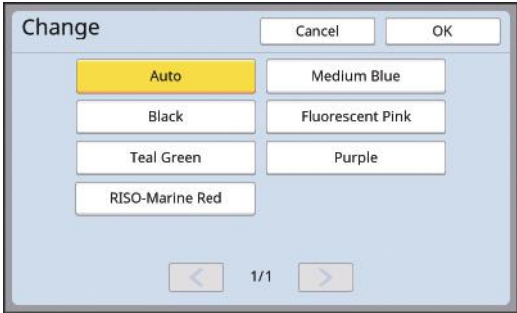 Change Cancel OK
Auto Medium Blue
Black Fluorescent Pink
Teal Green Purple
RISO-Marine Red
1/1